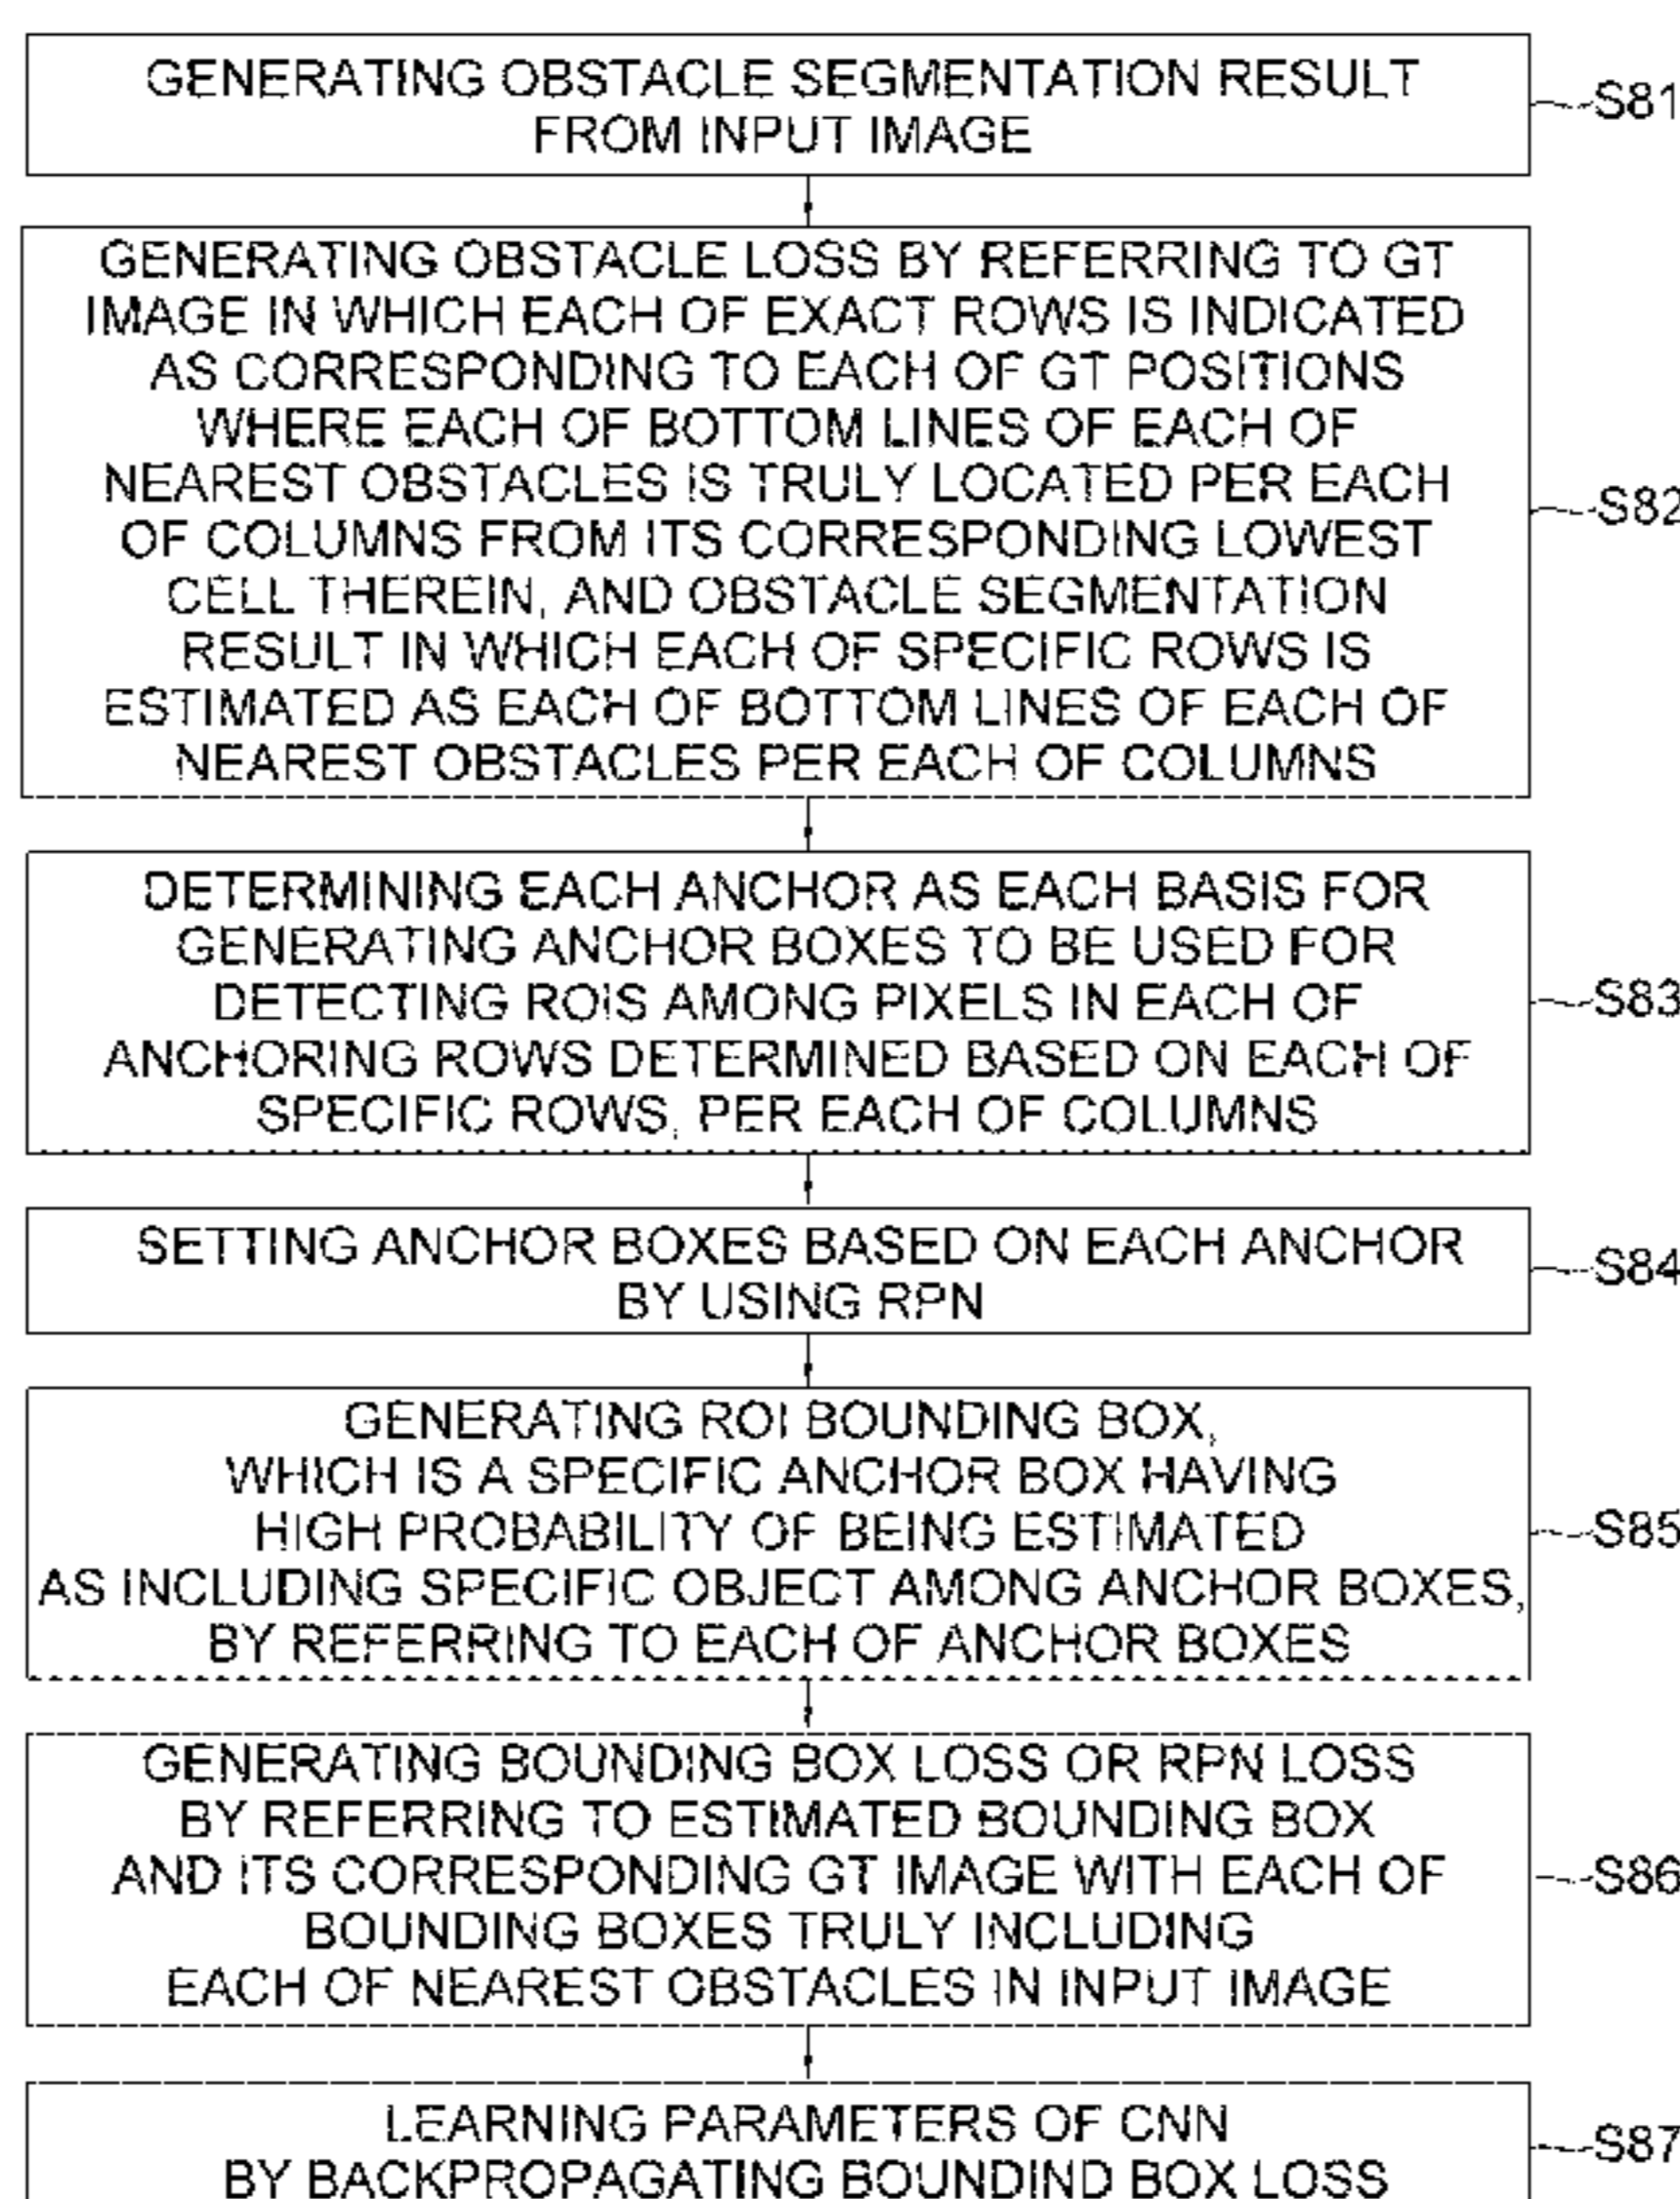 GENERATING OBSTACLE SEGMENTATION RESULT
FROM INPUT IMAGE
S81
GENERATING OBSTACLE LOSS BY REFERRING TO GT
IMAGE IN WHICH EACH OF EXACT ROWS IS INDICATED
AS CORRESPONDING TO EACH OF GT POSITIONS
WHERE EACH OF BOTTOM LINES OF EACH OF
NEAREST OBSTACLES IS TRULY LOCATED PER EACH
OF COLUMNS FROM ITS CORRESPONDING LOWEST
CELL THEREIN, AND OBSTACLE SEGMENTATION
RESULT IN WHICH EACH OF SPECIFIC ROWS IS
ESTIMATED AS EACH OF BOTTOM LINES OF EACH OF
NEAREST OBSTACLES PER EACH OF COLUMNS
S82
DETERMINING EACH ANCHOR AS EACH BASIS FOR
GENERATING ANCHOR BOXES TO BE USED FOR
DETECTING ROIS AMONG PIXELS IN EACH OF
ANCHORING ROWS DETERMINED BASED ON EACH OF
SPECIFIC ROWS, PER EACH OF COLUMNS
S83
SETTING ANCHOR BOXES BASED ON EACH ANCHOR
BY USING RPN
S84
GENERATING ROI BOUNDING BOX,
WHICH IS A SPECIFIC ANCHOR BOX HAVING
HIGH PROBABILITY OF BEING ESTIMATED
AS INCLUDING SPECIFIC OBJECT AMONG ANCHOR BOXES,
BY REFERRING TO EACH OF ANCHOR BOXES
S85
GENERATING BOUNDING BOX LOSS OR RPN LOSS
BY REFERRING TO ESTIMATED BOUNDING BOX
AND ITS CORRESPONDING GT IMAGE WITH EACH OF
BOUNDING BOXES TRULY INCLUDING
EACH OF NEAREST OBSTACLES IN INPUT IMAGE
S86
LEARNING PARAMETERS OF CNN
BY BACKPROPAGATING BOUNDIND BOX LOSS
S87